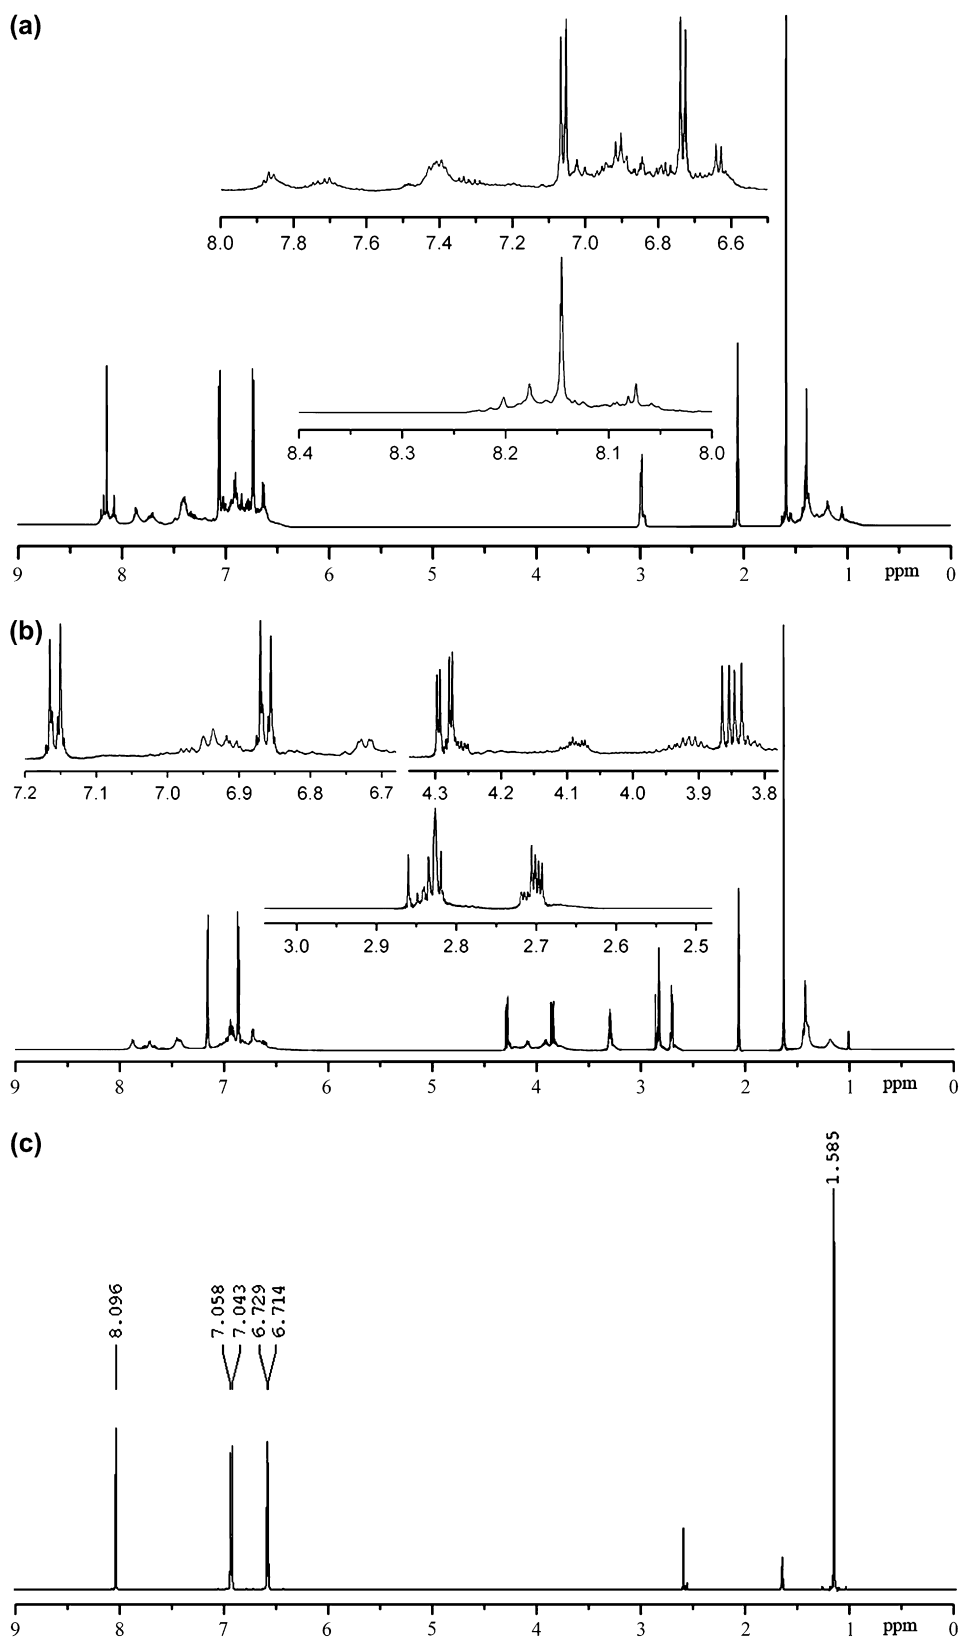 (a)
8.0 7.8 7.6 7.4 7.2 7.0 6.8 6.6
8.4 8.3 8.2 8.1 8.0
9 8 7 6 5 4 3 2 1 ppm 0
(b)
7.2 7.1 7.0 6.9 6.8 6.7 4.3 4.2 4.1 4.0 3.9 3.8
3.0 2.9 2.8 2.7 2.6 2.5
9 8 7 6 5 4 3 2 1 ppm 0
(c)
1.585
8.096
7.058
7.043
6.729
6.714
9 8 7 6 5 4 3 2 1 ppm 0